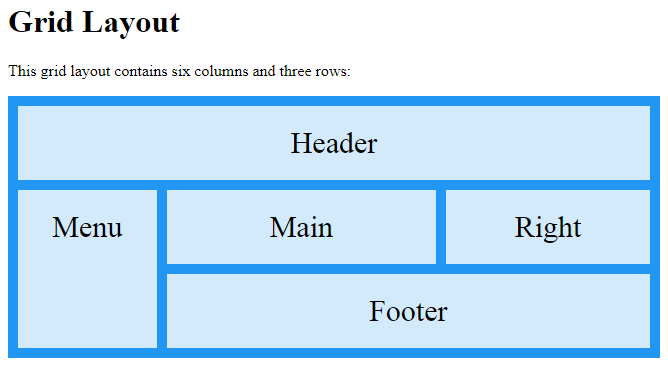 Grid Layout
This grid layout contains six columns and three rows:
Header
Menu
Main
Right
Footer